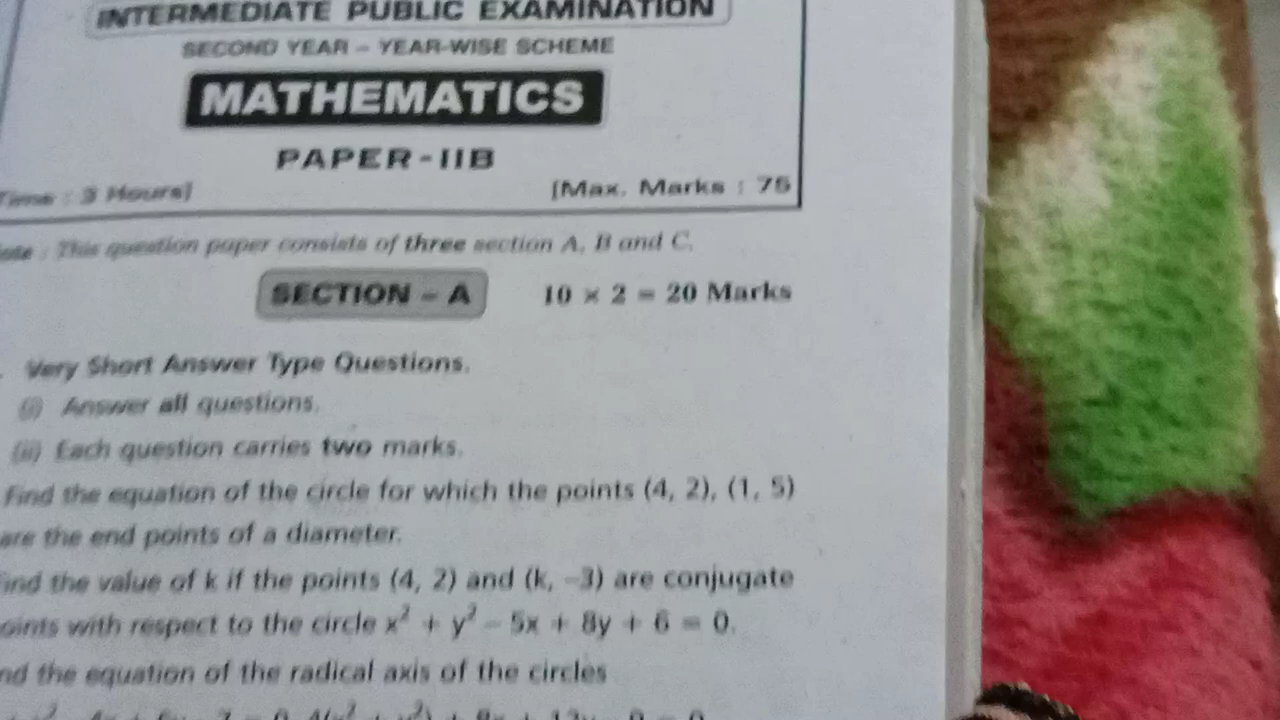 INTERMEDIATE PUBLIC EXAMINATION
SECOND YEAR – YEAR-WISE SCHEME
MATHEMATICS
PAPER-IIB
Time : 3 Hours] [Max. Marks : 75
This question paper consists of three section A, B and C.
SECTION – A 10 × 2 = 20 Marks
Very Short Answer Type Questions.
(i) Answer all questions.
(ii) Each question carries two marks.
Find the equation of the circle for which the points (4, 2), (1, 5)
are the end points of a diameter.
ind the value of k if the points (4, 2) and (k, –3) are conjugate
oints with respect to the circle x² + y² – 5x + 8y + 6 = 0.
nd the equation of the radical axis of the circles